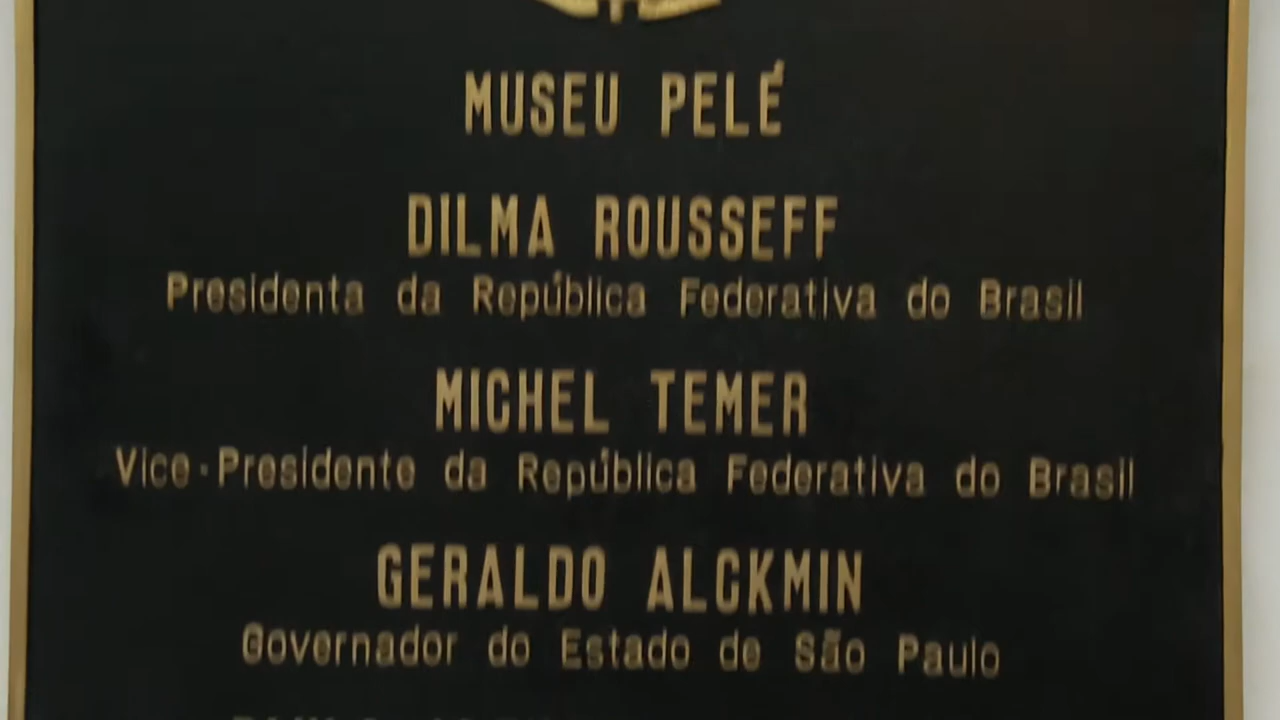 MUSEU PELÉ
DILMA ROUSSEFF
Presidenta da República Federativa do Brasil
MICHEL TEMER
Vice-Presidente da República Federativa do Brasil
GERALDO ALCKMIN
Governador do Estado de São Paulo